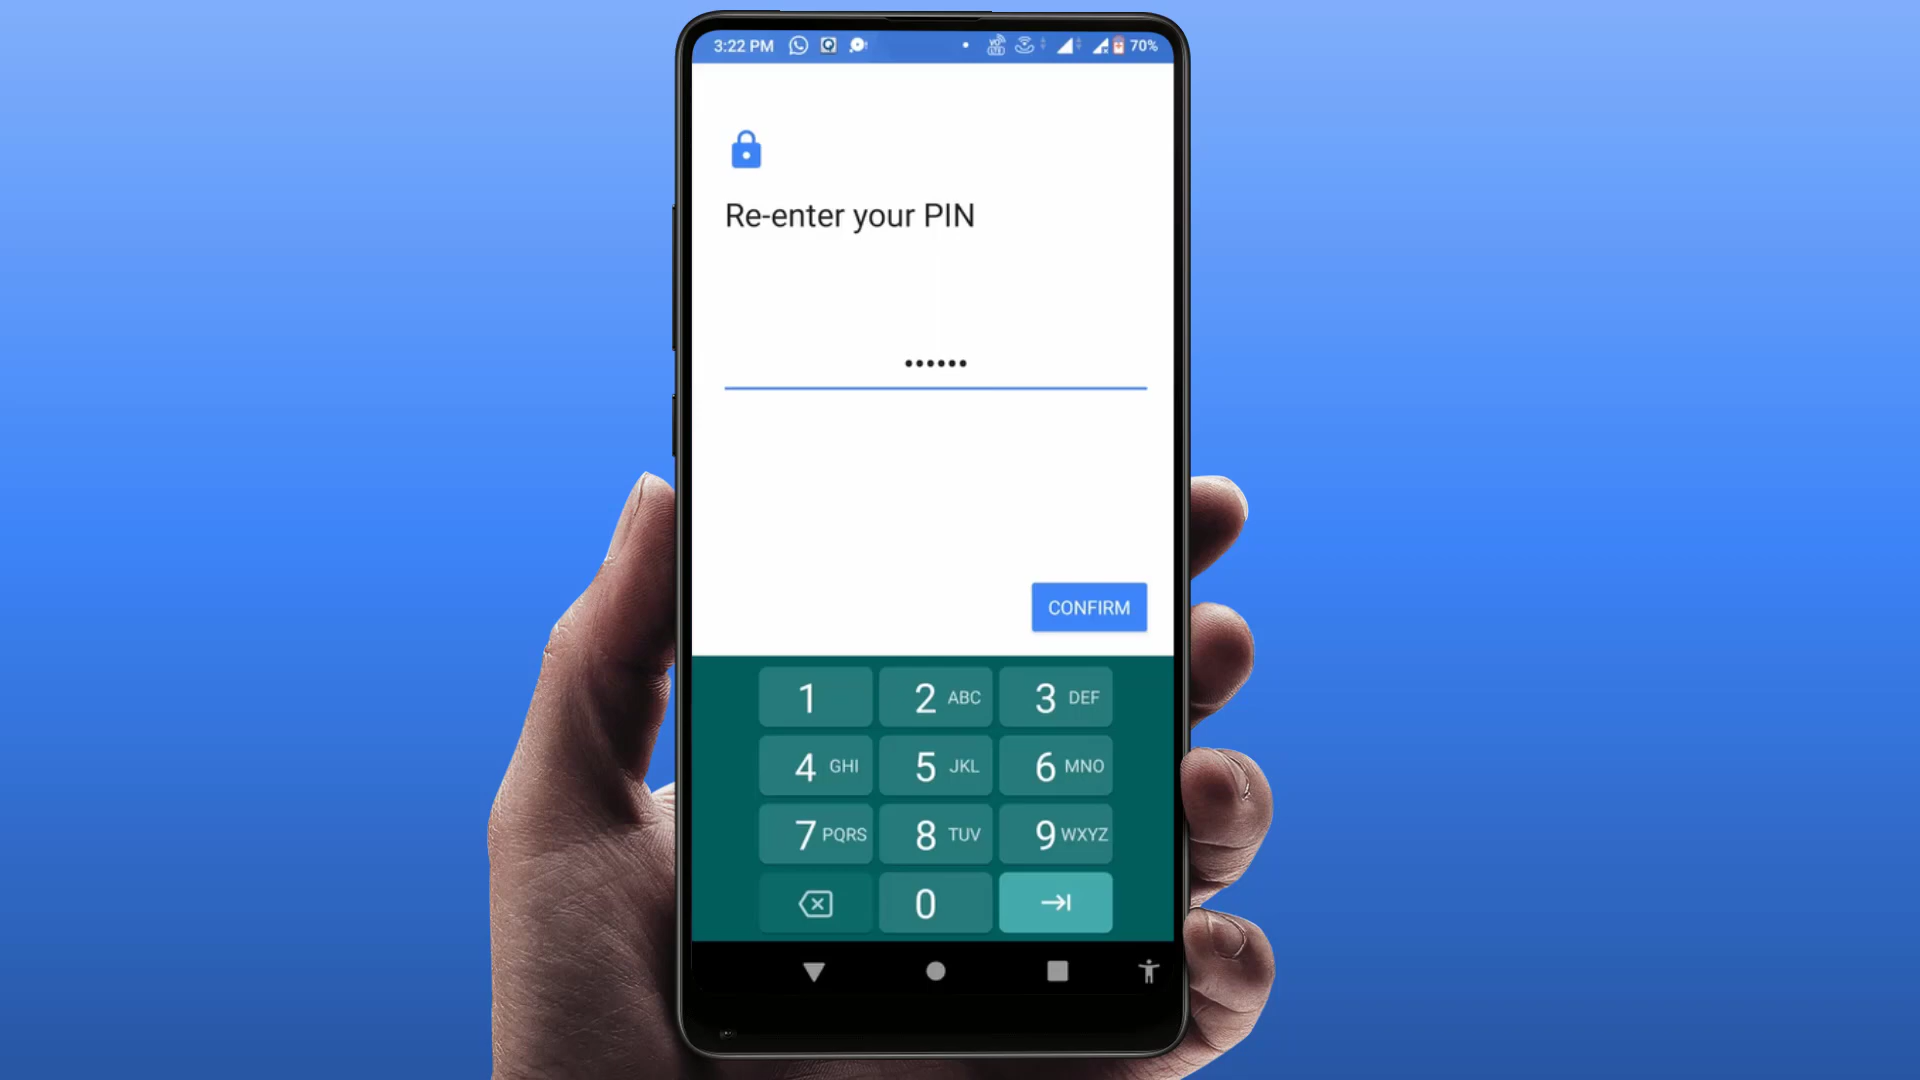 3:22 PM 70%
Re-enter your PIN
••••••
CONFIRM
1 2 ABC 3 DEF
4 GHI 5 JKL 6 MNO
7 PQRS 8 TUV 9 WXYZ
0